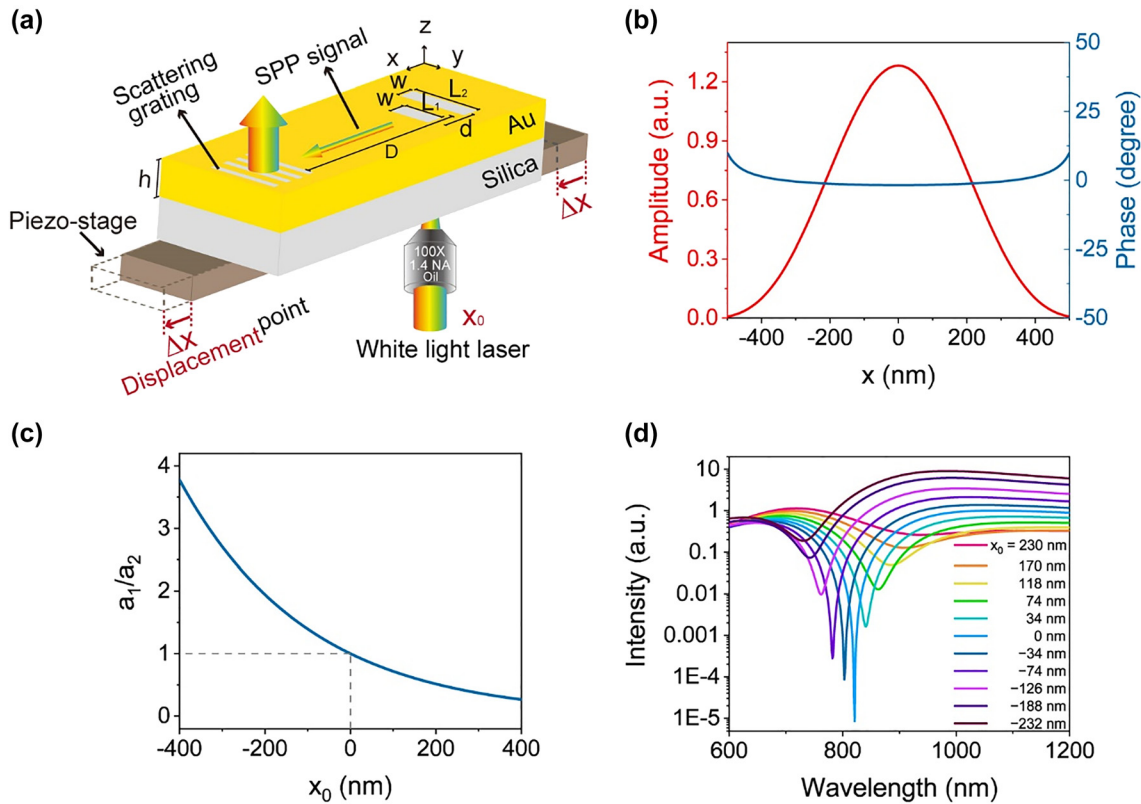 (a)
Scattering
grating
SPP signal
z
x
y
w
L2
w
L1
d
D
Au
h
Silica
Δx
Piezo-stage
100X
1.4 NA
Oil
x0
White light laser
Δx
Displacement point
(b)
Amplitude (a.u.)
1.2
0.9
0.6
0.3
0.0
50
25
0
-25
-50
Phase (degree)
-400 -200 0 200 400
x (nm)
(c)
a1/a2
4
3
2
1
0
-400 -200 0 200 400
x0 (nm)
(d)
Intensity (a.u.)
10
1
0.1
0.01
0.001
1E-4
1E-5
x0 = 230 nm
170 nm
118 nm
74 nm
34 nm
0 nm
−34 nm
−74 nm
−126 nm
−188 nm
−232 nm
600 800 1000 1200
Wavelength (nm)